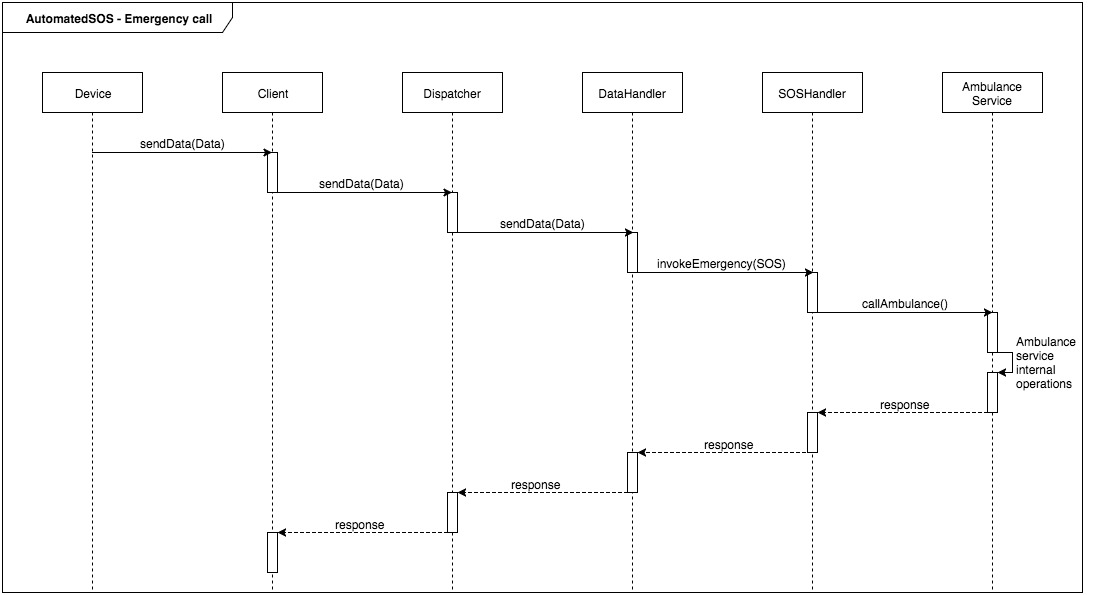 AutomatedSOS - Emergency call
Device
Client
Dispatcher
DataHandler
SOSHandler
Ambulance
Service
sendData(Data)
sendData(Data)
sendData(Data)
invokeEmergency(SOS)
callAmbulance()
Ambulance
service
internal
operations
response
response
response
response